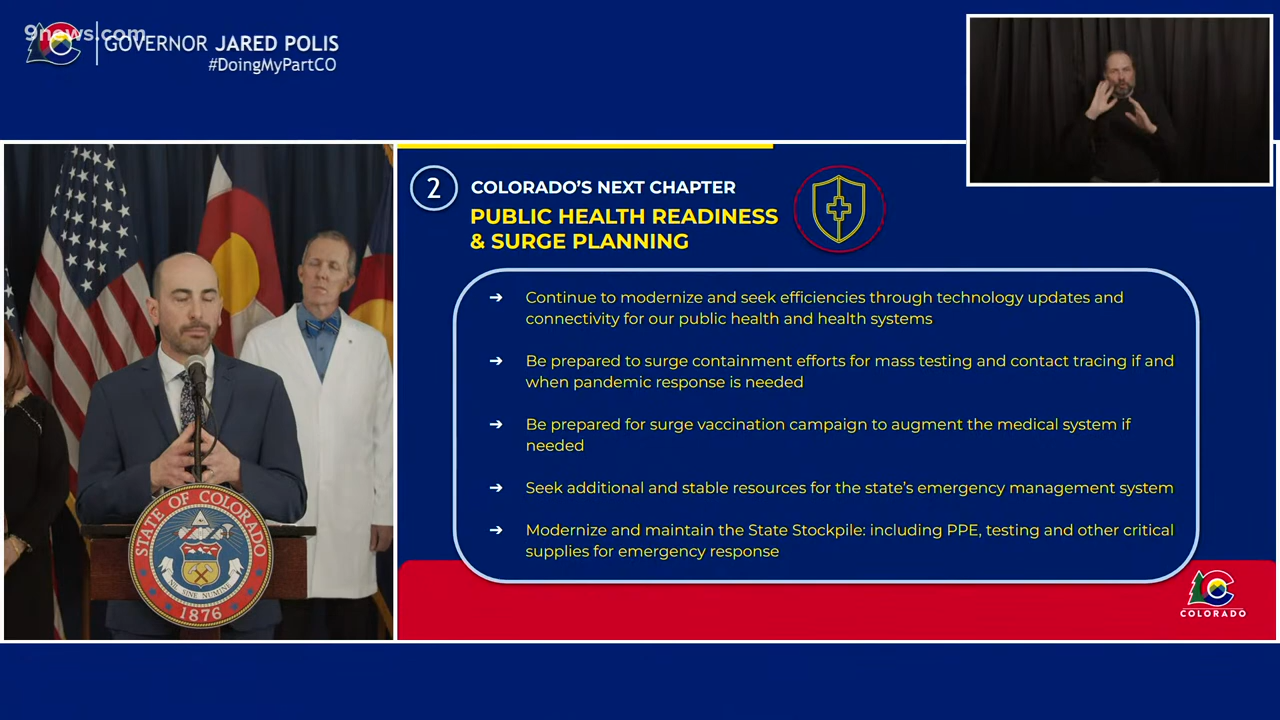 9news.com
GOVERNOR JARED POLIS
#DoingMyPartCO
2
COLORADO'S NEXT CHAPTER
PUBLIC HEALTH READINESS
& SURGE PLANNING
➔ Continue to modernize and seek efficiencies through technology updates and
connectivity for our public health and health systems
➔ Be prepared to surge containment efforts for mass testing and contact tracing if and
when pandemic response is needed
➔ Be prepared for surge vaccination campaign to augment the medical system if
needed
➔ Seek additional and stable resources for the state's emergency management system
➔ Modernize and maintain the State Stockpile: including PPE, testing and other critical
supplies for emergency response
STATE OF COLORADO
NIL SINE NUMINE
1876
COLORADO